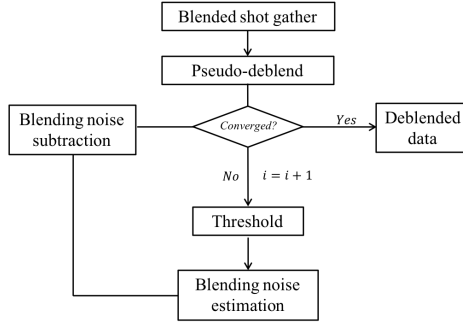 Blended shot gather
Pseudo-deblend
Blending noise
subtraction
Converged?
Yes
Deblended
data
No i = i + 1
Threshold
Blending noise
estimation